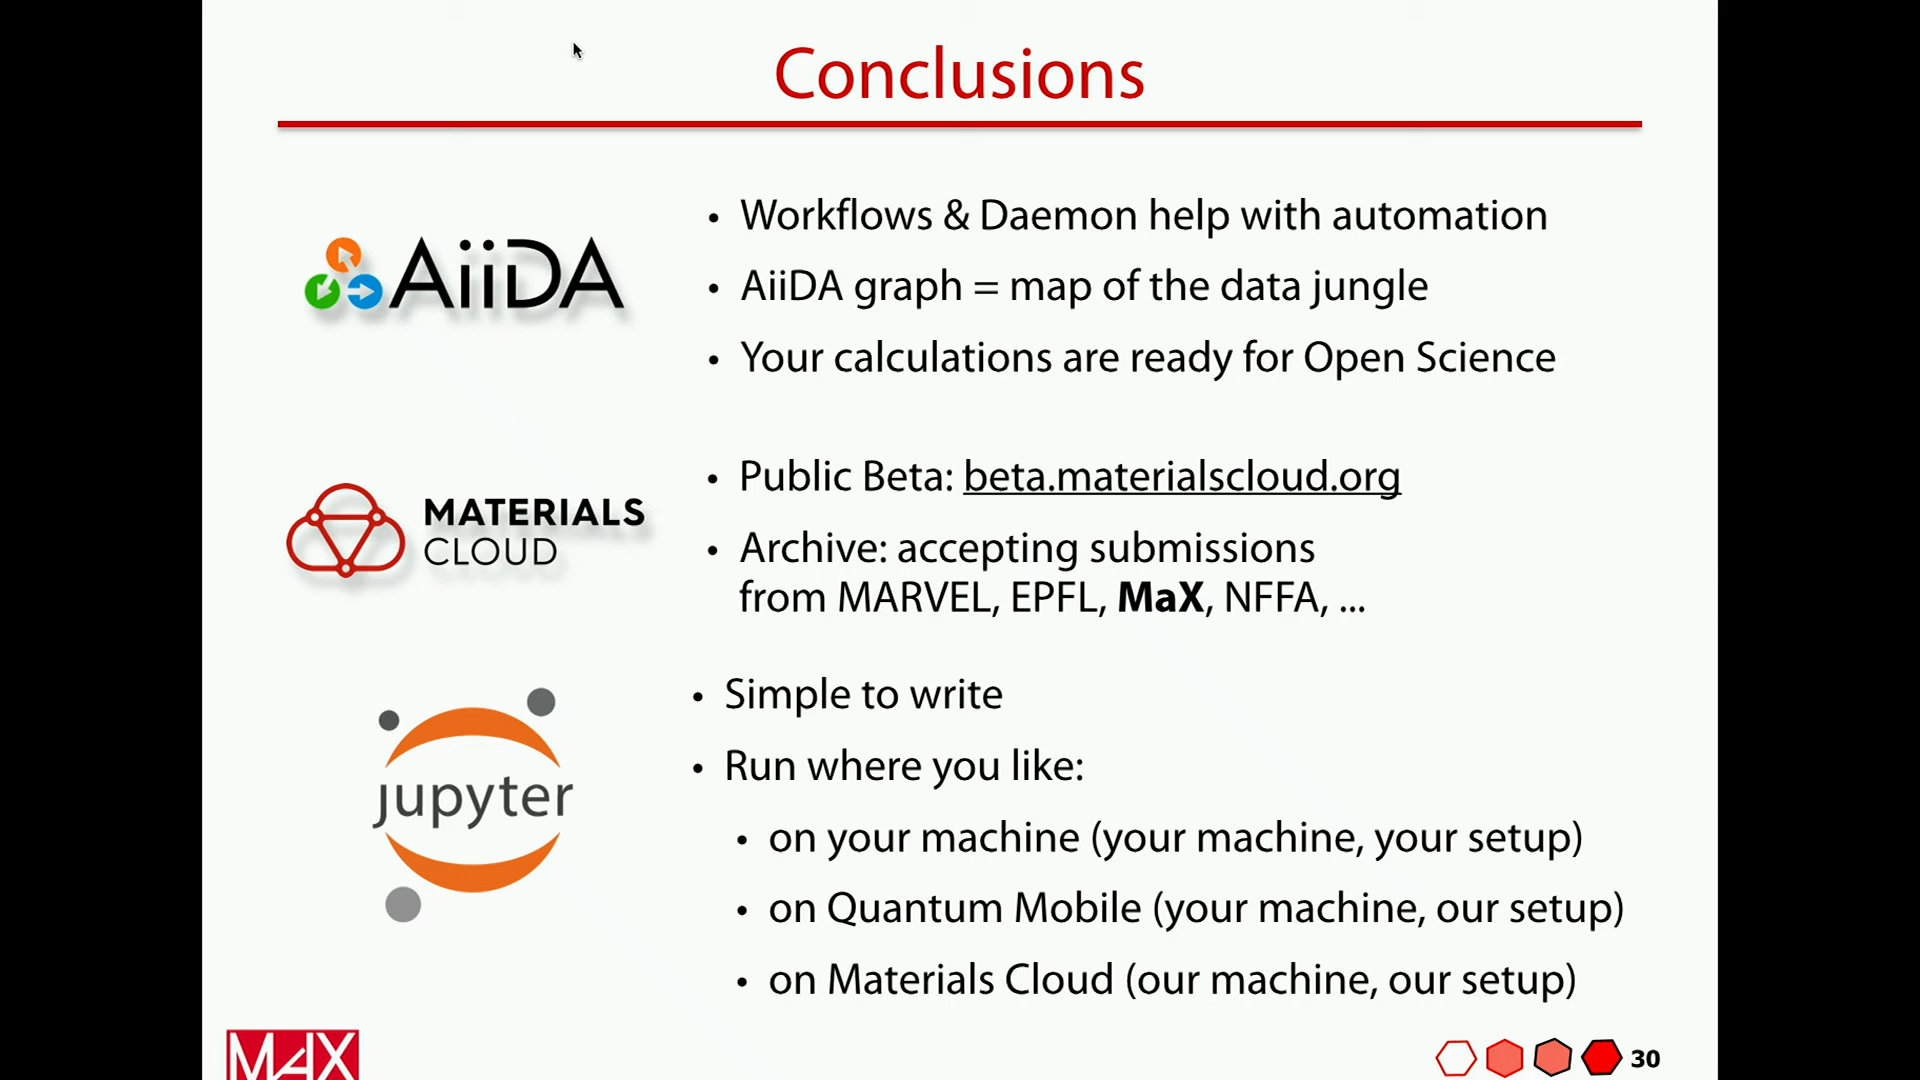 Conclusions
AiiDA
• Workflows & Daemon help with automation
• AiiDA graph = map of the data jungle
• Your calculations are ready for Open Science
MATERIALS
CLOUD
• Public Beta: beta.materialscloud.org
• Archive: accepting submissions
from MARVEL, EPFL, MaX, NFFA, ...
jupyter
• Simple to write
• Run where you like:
• on your machine (your machine, your setup)
• on Quantum Mobile (your machine, our setup)
• on Materials Cloud (our machine, our setup)
MAX
30